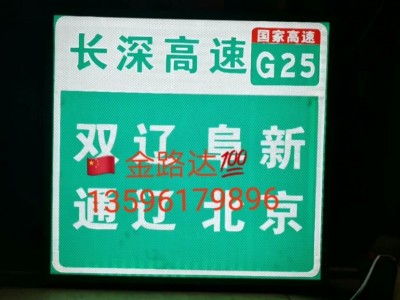 国家高速
长深高速 G25
双辽 阜新
🇨🇳 金路达💯
13596179896
通辽 北京